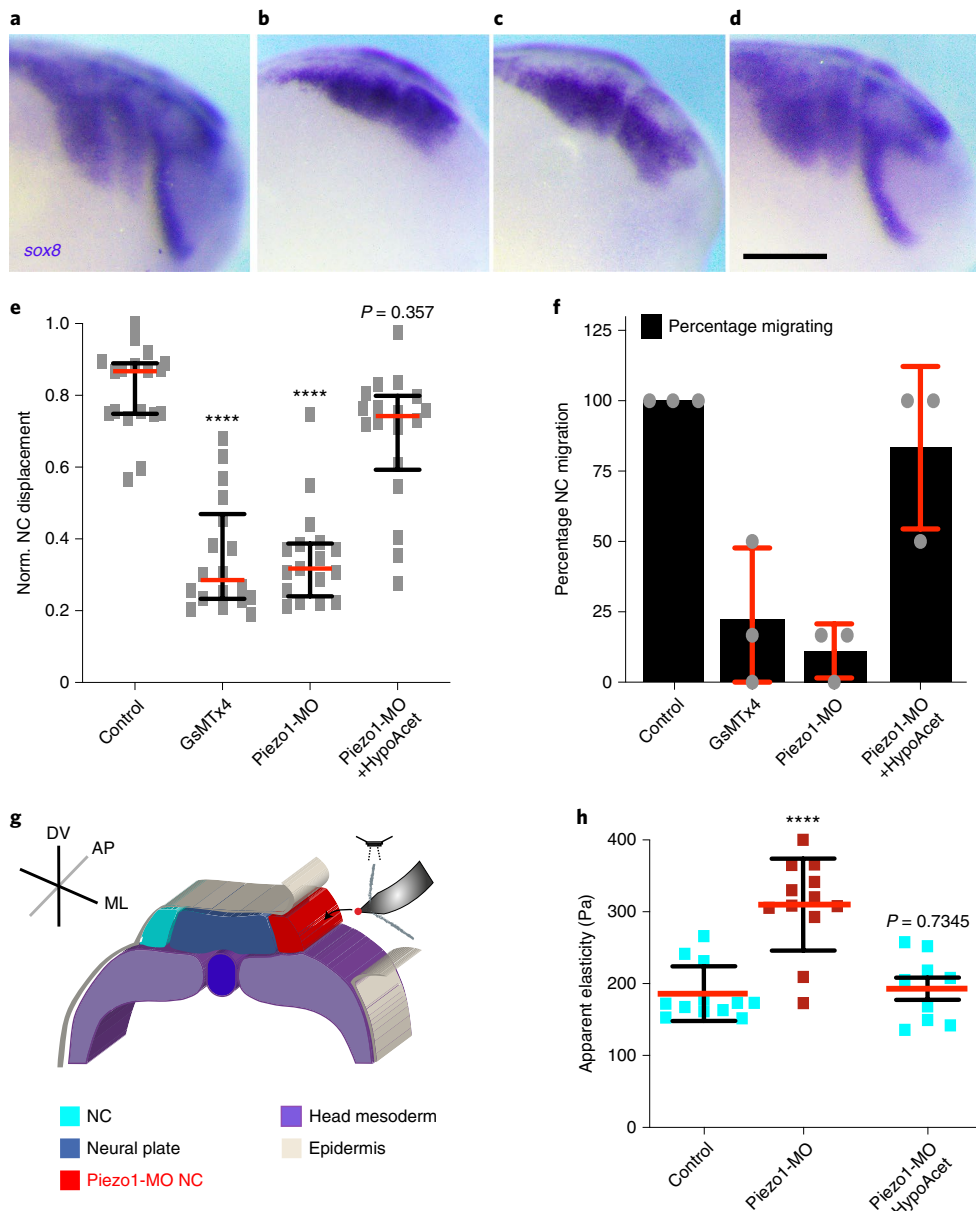 a
b
c
d
sox8
e
Norm. NC displacement
1.0
0.8
0.6
0.4
0.2
0
****
****
P = 0.357
Control
GsMTx4
Piezo1-MO
Piezo1-MO
+HypoAcet
f
Percentage NC migration
125
100
75
50
25
0
Percentage migrating
Control
GsMTx4
Piezo1-MO
Piezo1-MO
+HypoAcet
g
DV
AP
ML
NC
Neural plate
Piezo1-MO NC
Head mesoderm
Epidermis
h
Apparent elasticity (Pa)
400
300
200
100
0
****
P = 0.7345
Control
Piezo1-MO
Piezo1-MO
HypoAcet